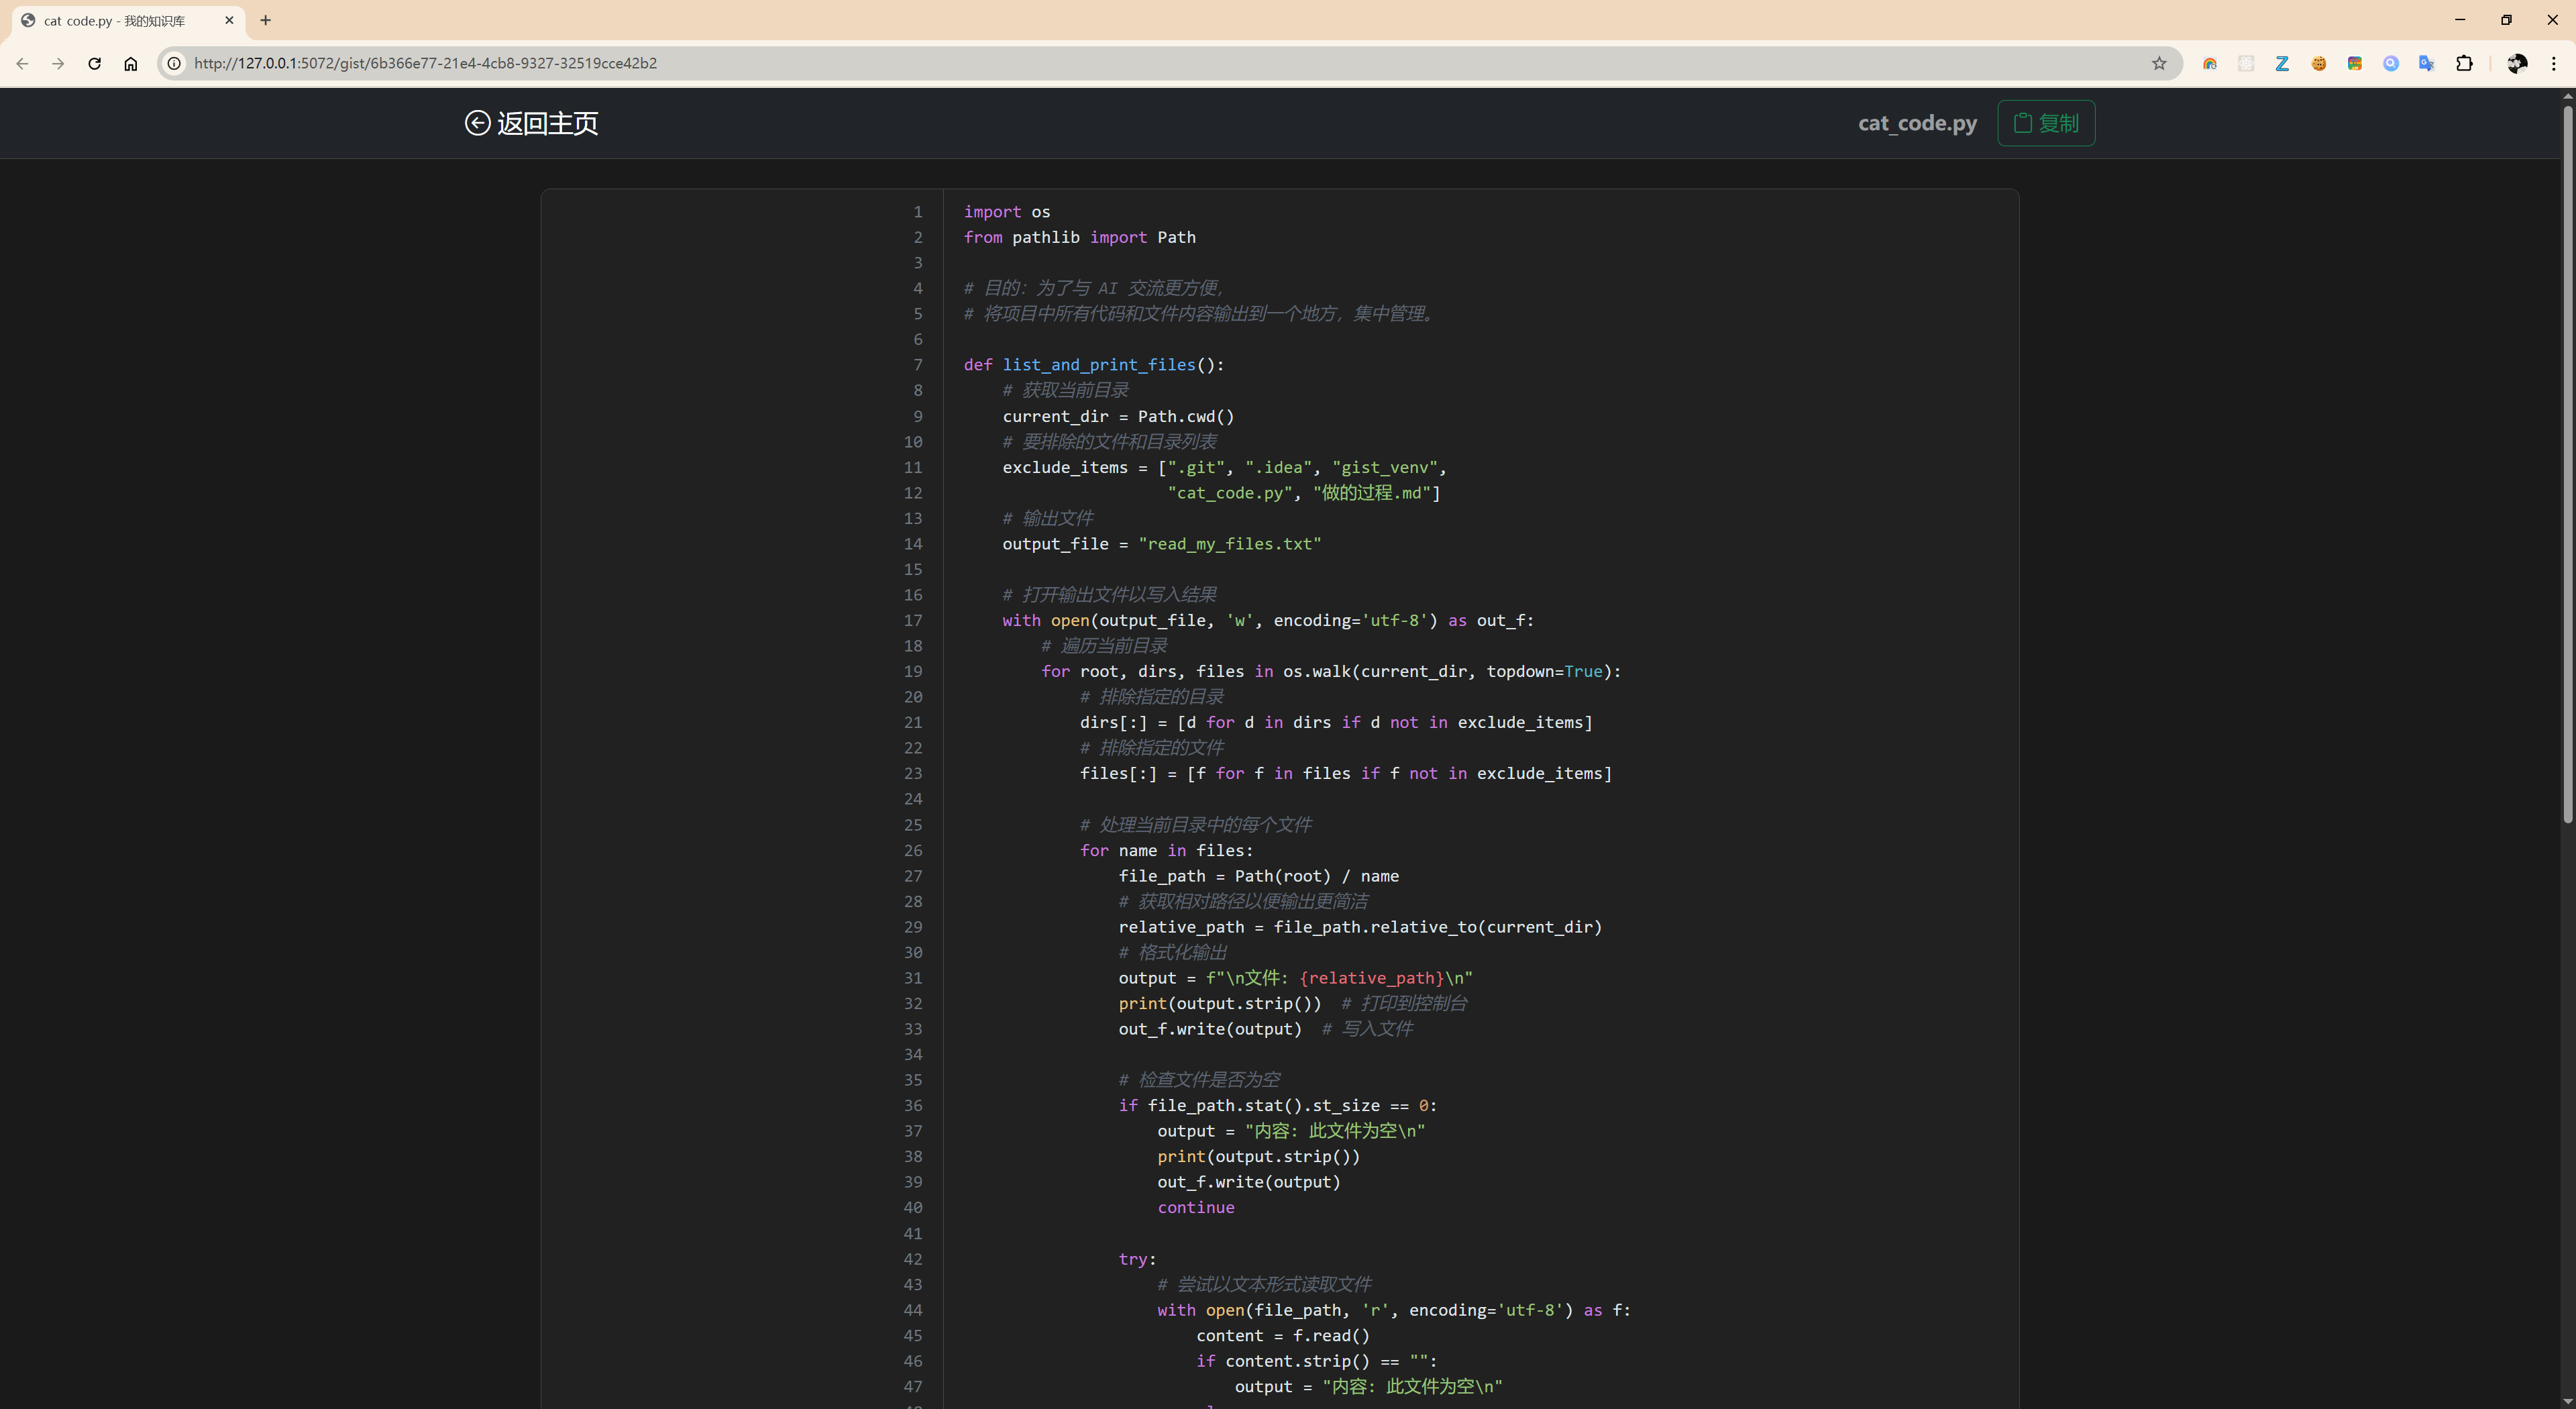 cat_code.py - 我的知识库
http://127.0.0.1:5072/gist/6b366e77-21e4-4cb8-9327-32519cce42b2
返回主页
cat_code.py
复制
1 import os
2 from pathlib import Path
3
4 # 目的：为了与 AI 交流更方便，
5 # 将项目中所有代码和文件内容输出到一个地方，集中管理。
6
7 def list_and_print_files():
8     # 获取当前目录
9     current_dir = Path.cwd()
10     # 要排除的文件和目录列表
11     exclude_items = [".git", ".idea", "gist_venv",
12                      "cat_code.py", "做的过程.md"]
13     # 输出文件
14     output_file = "read_my_files.txt"
15
16     # 打开输出文件以写入结果
17     with open(output_file, 'w', encoding='utf-8') as out_f:
18         # 遍历当前目录
19         for root, dirs, files in os.walk(current_dir, topdown=True):
20             # 排除指定的目录
21             dirs[:] = [d for d in dirs if d not in exclude_items]
22             # 排除指定的文件
23             files[:] = [f for f in files if f not in exclude_items]
24
25             # 处理当前目录中的每个文件
26             for name in files:
27                 file_path = Path(root) / name
28                 # 获取相对路径以便输出更简洁
29                 relative_path = file_path.relative_to(current_dir)
30                 # 格式化输出
31                 output = f"\n文件: {relative_path}\n"
32                 print(output.strip())  # 打印到控制台
33                 out_f.write(output)  # 写入文件
34
35                 # 检查文件是否为空
36                 if file_path.stat().st_size == 0:
37                     output = "内容: 此文件为空\n"
38                     print(output.strip())
39                     out_f.write(output)
40                     continue
41
42                 try:
43                     # 尝试以文本形式读取文件
44                     with open(file_path, 'r', encoding='utf-8') as f:
45                         content = f.read()
46                         if content.strip() == "":
47                             output = "内容: 此文件为空\n"